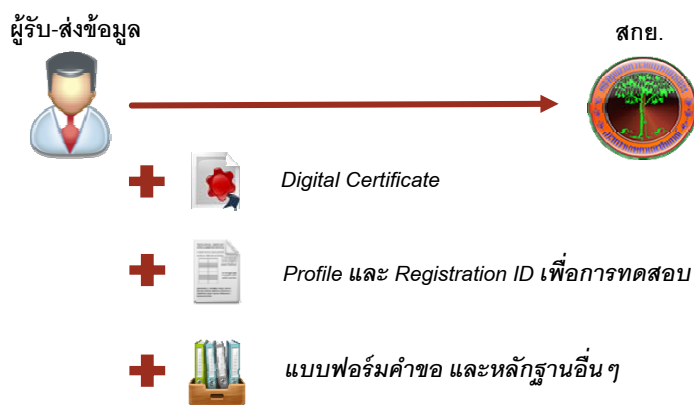 ผู้รับ-ส่งข้อมูล
สกย.
Digital Certificate
Profile และ Registration ID เพื่อการทดสอบ
แบบฟอร์มคำขอ และหลักฐานอื่น ๆ